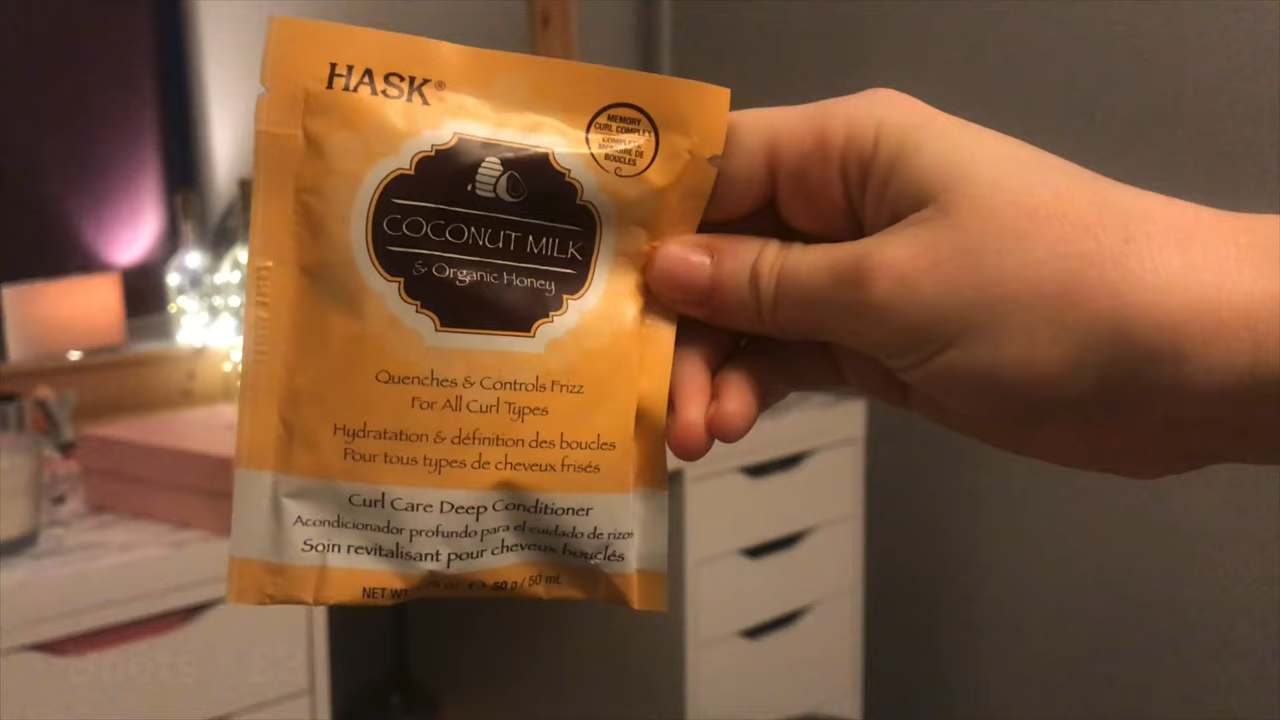 HASK®
MEMORY
CURL COMPLEX
COMPLEXE
MÉMOIRE DE
BOUCLES
COCONUT MILK
& Organic Honey
Quenches & Controls Frizz
For All Curl Types
Hydratation & définition des boucles
Pour tous types de cheveux frisés
Curl Care Deep Conditioner
Acondicionador profundo para el cuidado de rizos
Soin revitalisant pour cheveux bouclés
NET WT. 50 g / 50 mL